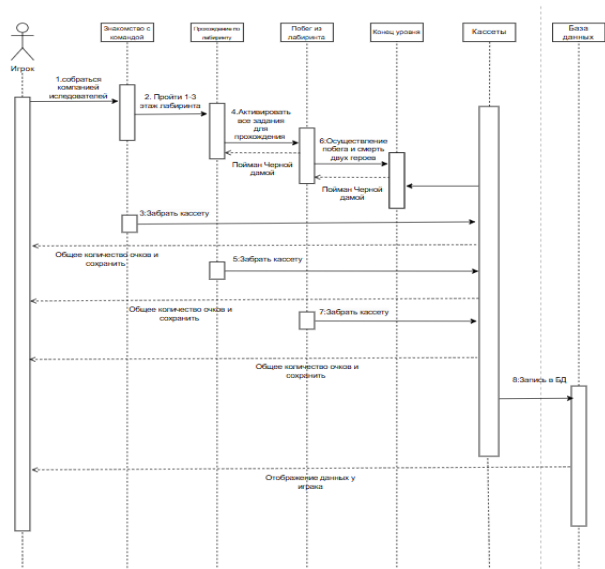 Знакомство с
командой
Прохождение по
лабиринту
Побег из
лабиринта
Конец уровня
Кассеты
База
данных
Игрок
1.собраться
компанией
иследователей
2. Пройти 1-3
этаж лабиринта
4.Активировать
все задания
для
прохождения
6:Осуществление
побега и смерть
двух героев
Пойман Черной
дамой
Пойман Черной
дамой
3:Забрать кассету
Общее количество очков и
сохранить
5:Забрать кассету
Общее количество очков и
сохранить
7:Забрать кассету
Общее количество очков и
сохранить
8:Запись в БД
Отображение данных у
играка